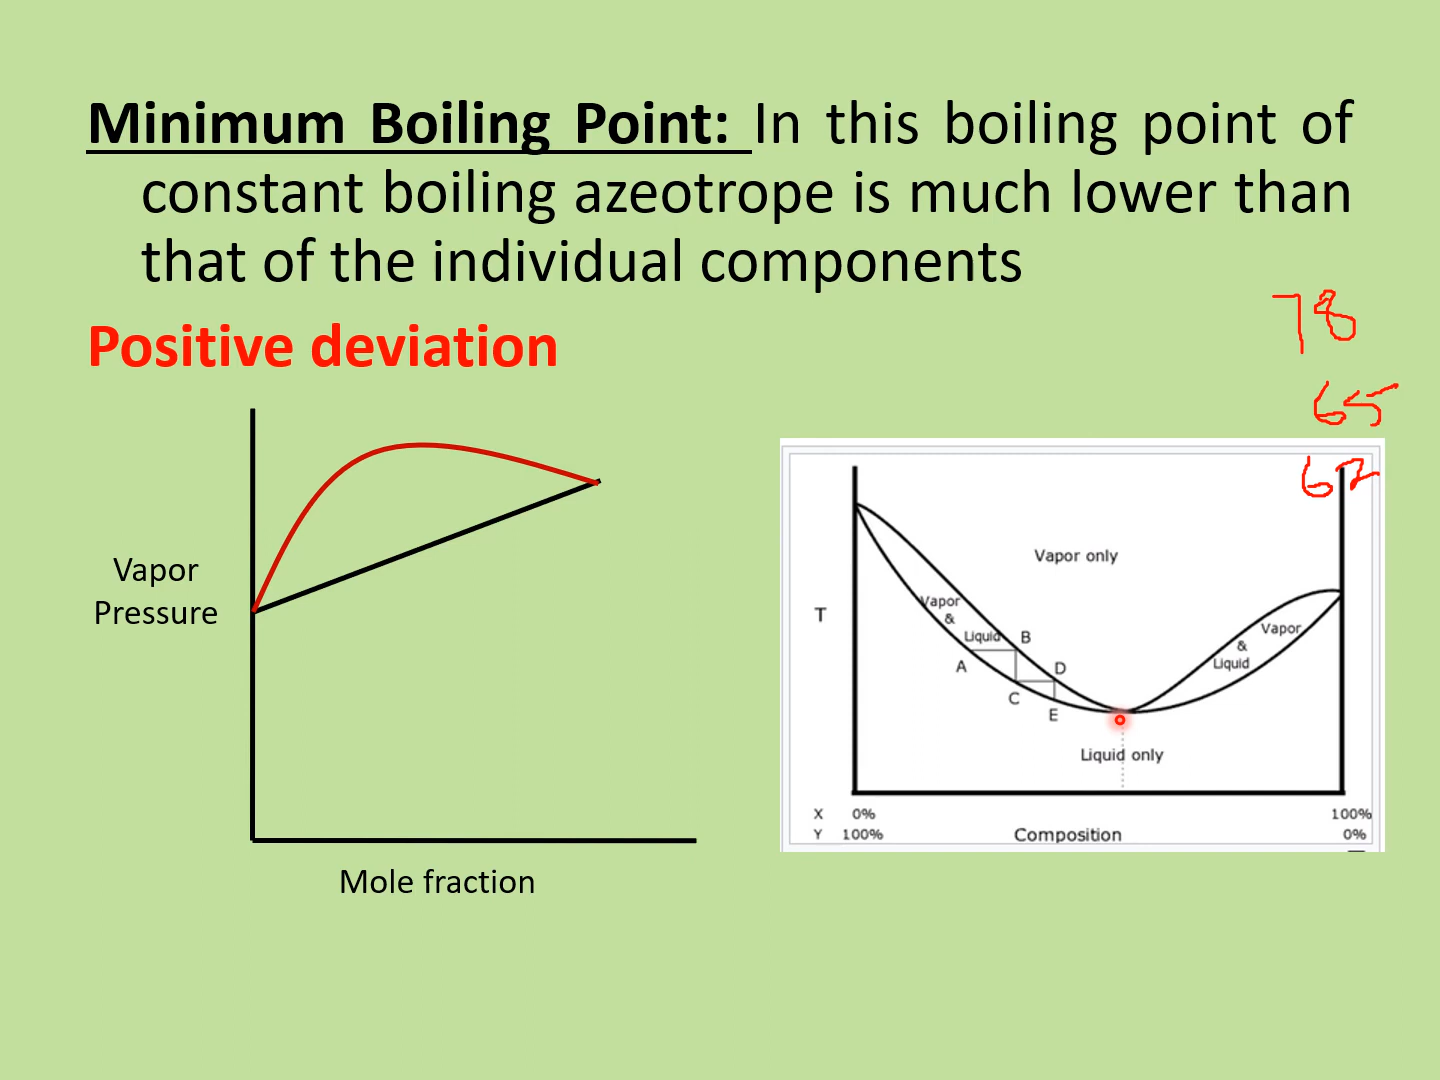 Minimum Boiling Point: In this boiling point of
constant boiling azeotrope is much lower than
that of the individual components
Positive deviation
78
65
62
Vapor
Pressure
Mole fraction
Vapor only
T
Vapor
&
Liquid
B
A
D
C
E
Vapor
&
Liquid
Liquid only
X 0% 100%
Y 100% 0%
Composition